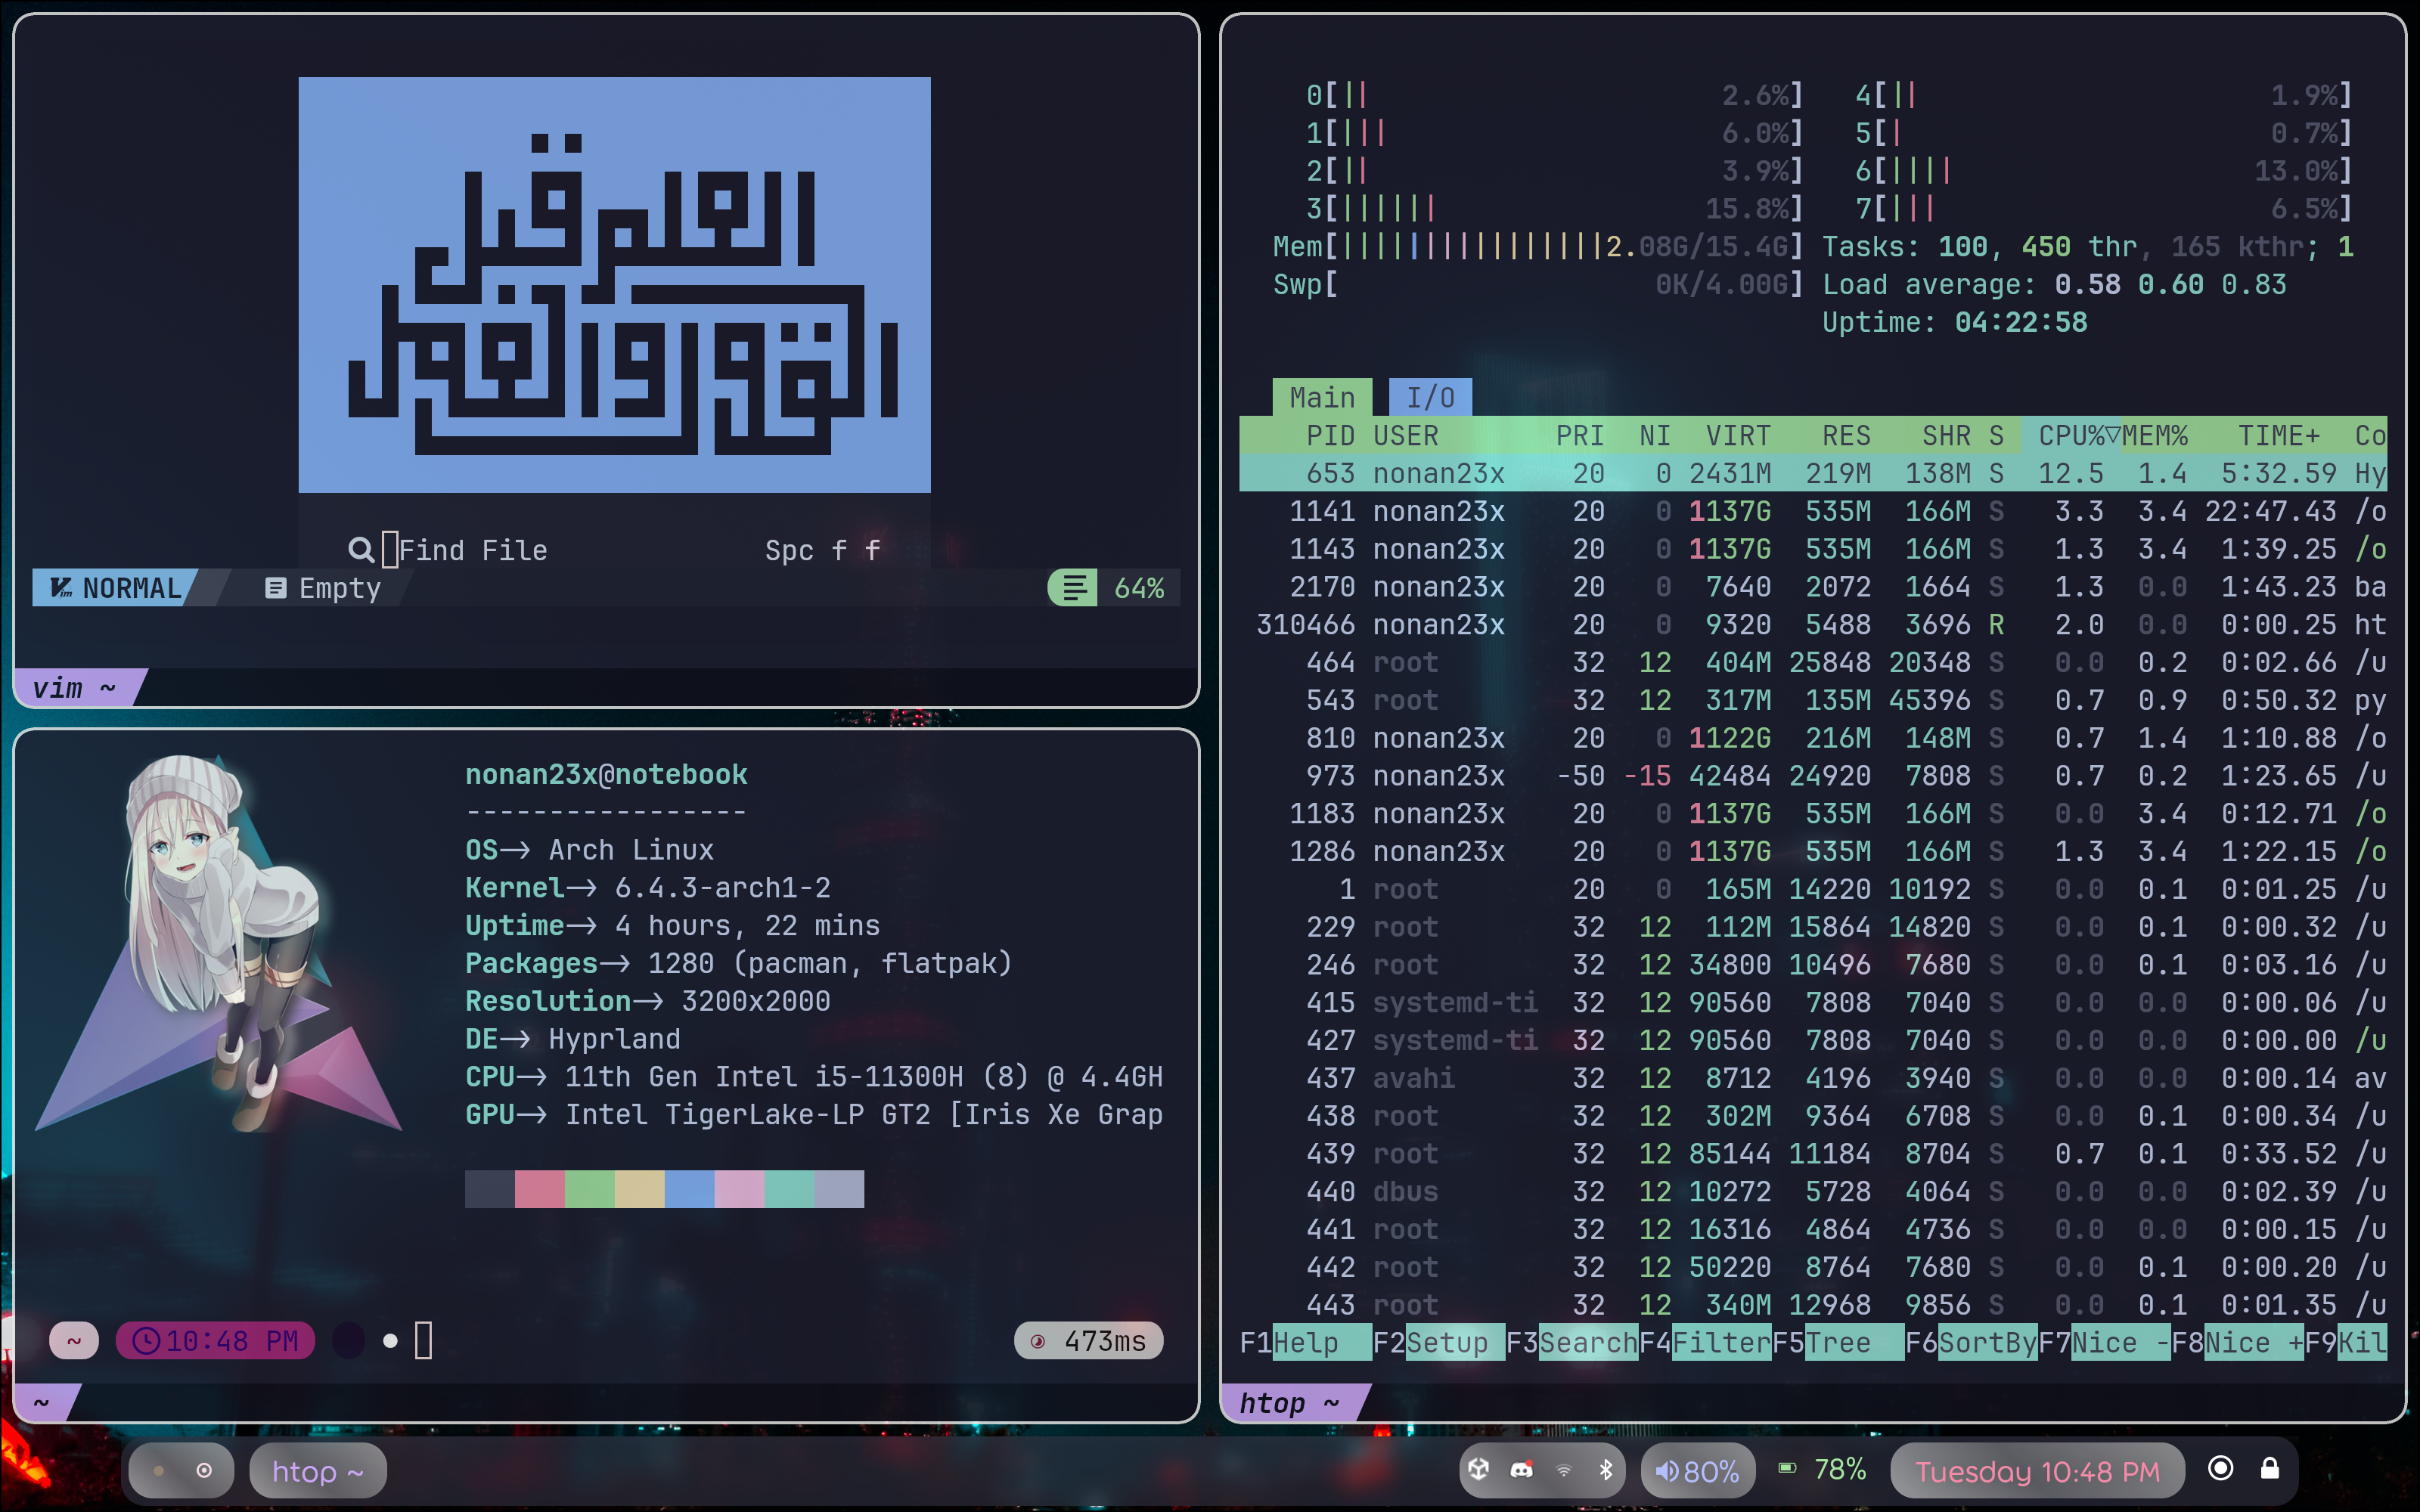 العلم قبل
القول والعمل
Find File Spc f f
NORMAL Empty 64%
vim ~
nonan23x@notebook
-----------------
OS—> Arch Linux
Kernel—> 6.4.3-arch1-2
Uptime—> 4 hours, 22 mins
Packages—> 1280 (pacman, flatpak)
Resolution—> 3200x2000
DE—> Hyprland
CPU—> 11th Gen Intel i5-11300H (8) @ 4.4GH
GPU—> Intel TigerLake-LP GT2 [Iris Xe Grap
~ 10:48 PM 473ms
~
0[|| 2.6%] 4[|| 1.9%]
1[||| 6.0%] 5[| 0.7%]
2[|| 3.9%] 6[|||| 13.0%]
3[|||||| 15.8%] 7[||| 6.5%]
Mem[||||||||||||||||2.08G/15.4G] Tasks: 100, 450 thr, 165 kthr; 1
Swp[ 0K/4.00G] Load average: 0.58 0.60 0.83
Uptime: 04:22:58
Main I/O
PID USER PRI NI VIRT RES SHR S CPU%▽MEM% TIME+ Co
653 nonan23x 20 0 2431M 219M 138M S 12.5 1.4 5:32.59 Hy
1141 nonan23x 20 0 1137G 535M 166M S 3.3 3.4 22:47.43 /o
1143 nonan23x 20 0 1137G 535M 166M S 1.3 3.4 1:39.25 /o
2170 nonan23x 20 0 7640 2072 1664 S 1.3 0.0 1:43.23 ba
310466 nonan23x 20 0 9320 5488 3696 R 2.0 0.0 0:00.25 ht
464 root 32 12 404M 25848 20348 S 0.0 0.2 0:02.66 /u
543 root 32 12 317M 135M 45396 S 0.7 0.9 0:50.32 py
810 nonan23x 20 0 1122G 216M 148M S 0.7 1.4 1:10.88 /o
973 nonan23x -50 -15 42484 24920 7808 S 0.7 0.2 1:23.65 /u
1183 nonan23x 20 0 1137G 535M 166M S 0.0 3.4 0:12.71 /o
1286 nonan23x 20 0 1137G 535M 166M S 1.3 3.4 1:22.15 /o
1 root 20 0 165M 14220 10192 S 0.0 0.1 0:01.25 /u
229 root 32 12 112M 15864 14820 S 0.0 0.1 0:00.32 /u
246 root 32 12 34800 10496 7680 S 0.0 0.1 0:03.16 /u
415 systemd-ti 32 12 90560 7808 7040 S 0.0 0.0 0:00.06 /u
427 systemd-ti 32 12 90560 7808 7040 S 0.0 0.0 0:00.00 /u
437 avahi 32 12 8712 4196 3940 S 0.0 0.0 0:00.14 av
438 root 32 12 302M 9364 6708 S 0.0 0.1 0:00.34 /u
439 root 32 12 85144 11184 8704 S 0.7 0.1 0:33.52 /u
440 dbus 32 12 10272 5728 4064 S 0.0 0.0 0:02.39 /u
441 root 32 12 16316 4864 4736 S 0.0 0.0 0:00.15 /u
442 root 32 12 50220 8764 7680 S 0.0 0.1 0:00.20 /u
443 root 32 12 340M 12968 9856 S 0.0 0.1 0:01.35 /u
F1Help F2Setup F3SearchF4FilterF5Tree F6SortByF7Nice -F8Nice +F9Kil
htop ~
htop ~ 80% 78% Tuesday 10:48 PM